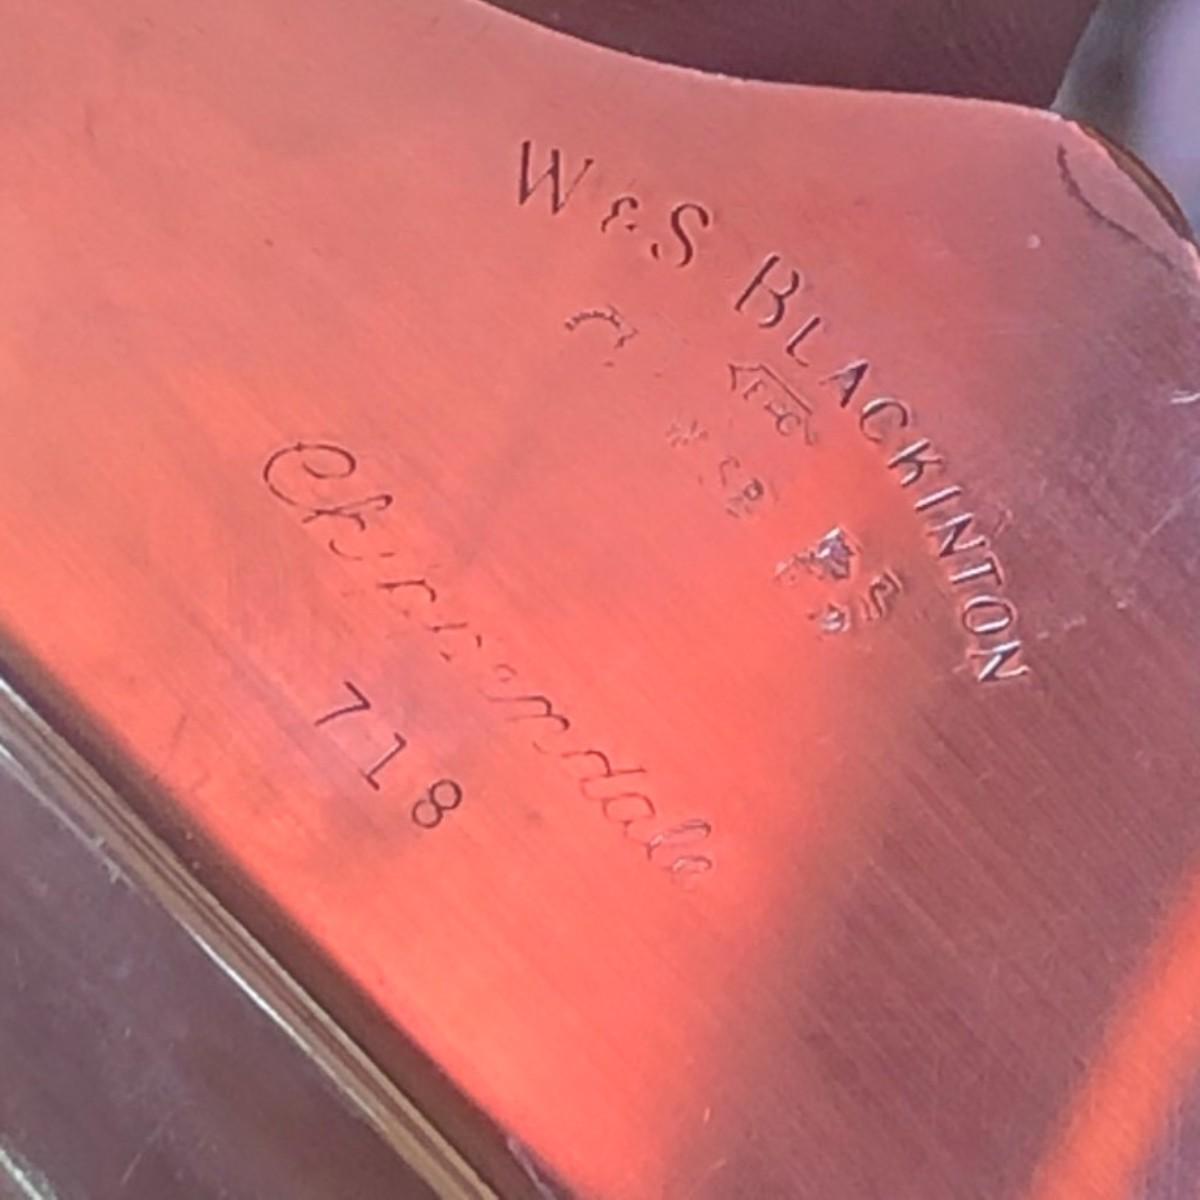 W & S BLACKINTON
Chippendale
718